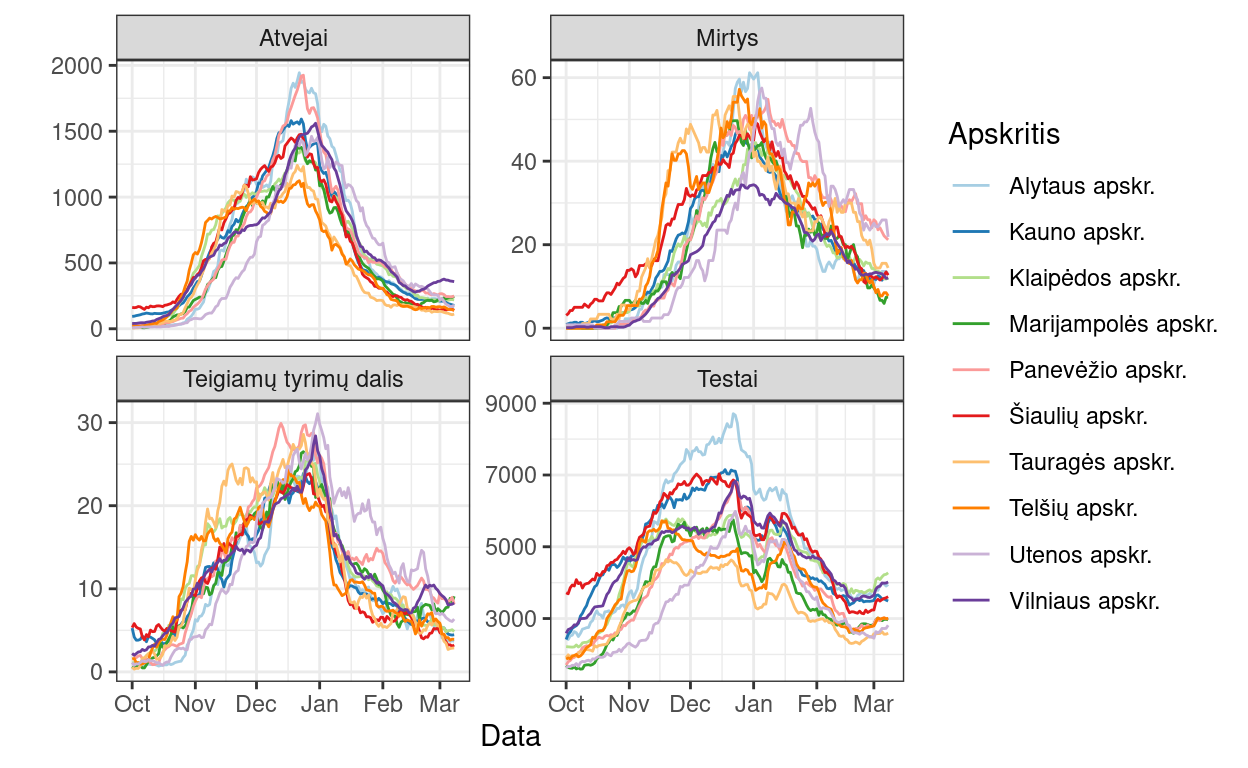 Atvejai
Mirtys
2000
1500
1000
500
0
60
40
20
0
Teigiamų tyrimų dalis
Testai
30
20
10
0
9000
7000
5000
3000
Oct Nov Dec Jan Feb Mar
Oct Nov Dec Jan Feb Mar
Data
Apskritis
Alytaus apskr.
Kauno apskr.
Klaipėdos apskr.
Marijampolės apskr.
Panevėžio apskr.
Šiaulių apskr.
Tauragės apskr.
Telšių apskr.
Utenos apskr.
Vilniaus apskr.